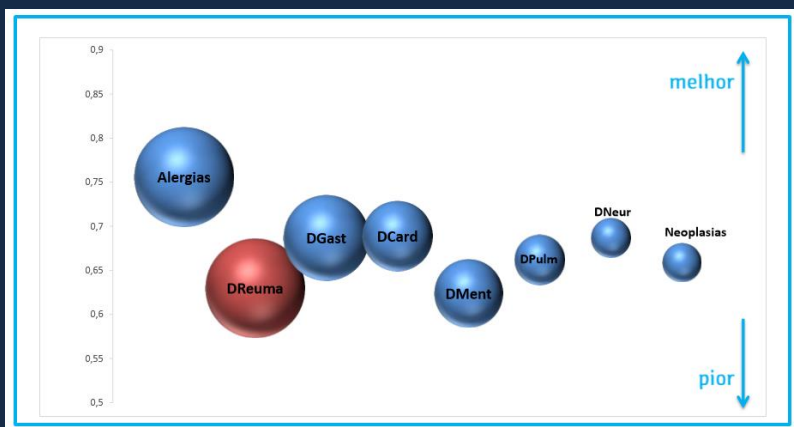 0,9
0,85
0,8
0,75
0,7
0,65
0,6
0,55
0,5
melhor
Alergias
DReuma
DGast
DCard
DMent
DPulm
DNeur
Neoplasias
pior